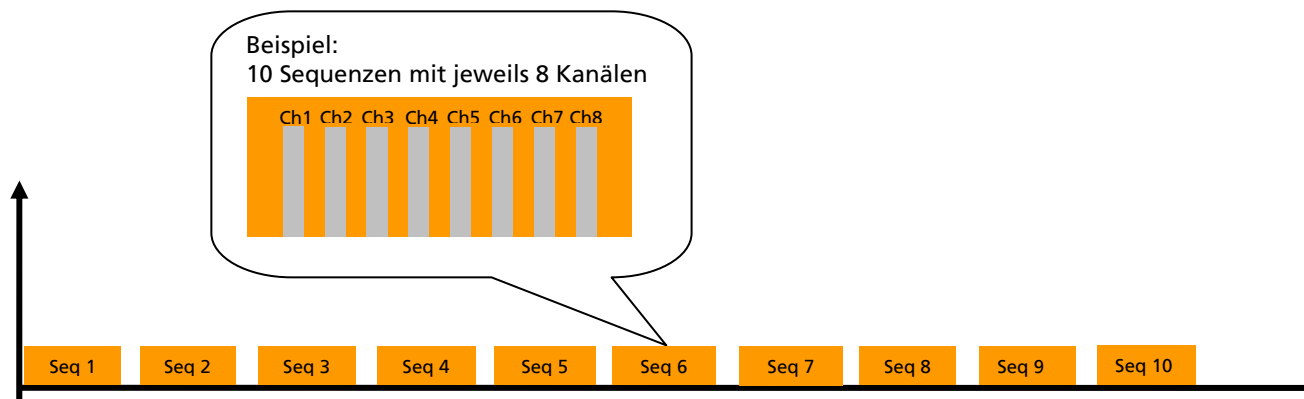 Beispiel:
10 Sequenzen mit jeweils 8 Kanälen
Ch1 Ch2 Ch3 Ch4 Ch5 Ch6 Ch7 Ch8
Seq 1 Seq 2 Seq 3 Seq 4 Seq 5 Seq 6 Seq 7 Seq 8 Seq 9 Seq 10